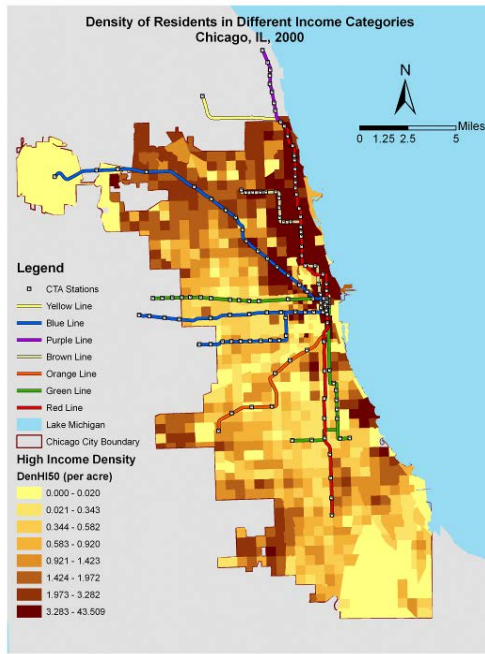 Density of Residents in Different Income Categories
Chicago, IL, 2000
N
Miles
0 1.25 2.5 5
Legend
CTA Stations
Yellow Line
Blue Line
Purple Line
Brown Line
Orange Line
Green Line
Red Line
Lake Michigan
Chicago City Boundary
High Income Density
DenHI50 (per acre)
0.000 - 0.020
0.021 - 0.343
0.344 - 0.582
0.583 - 0.920
0.921 - 1.423
1.424 - 1.972
1.973 - 3.282
3.283 - 43.509